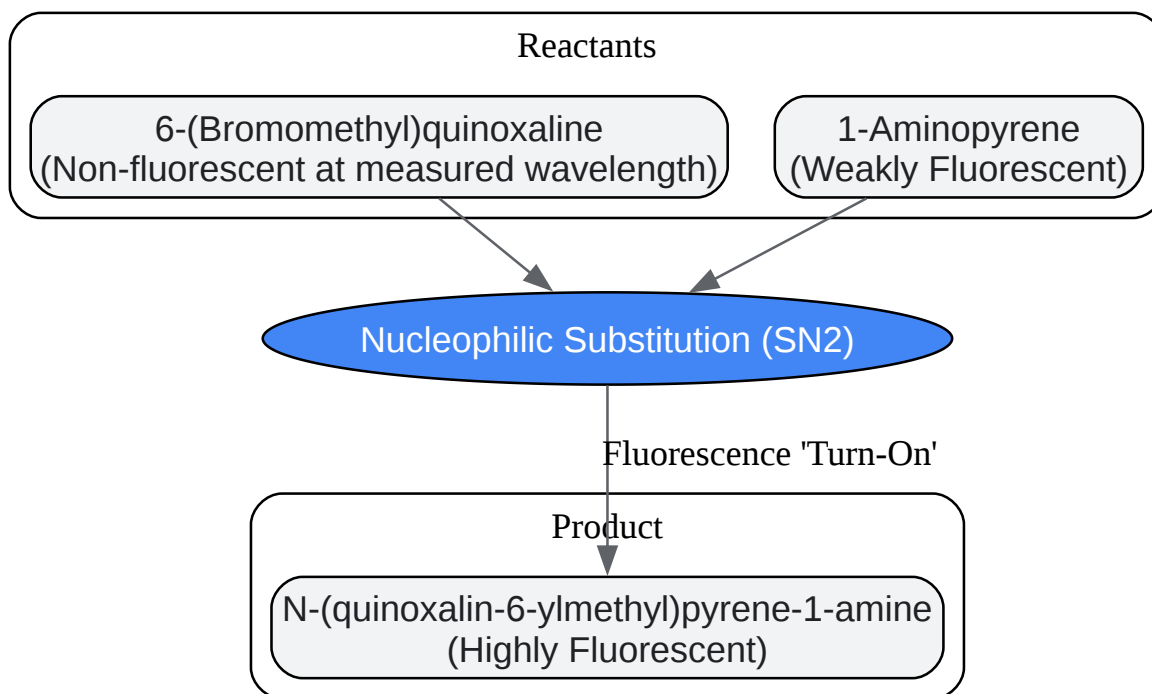 Reactants
6-(Bromomethyl)quinoxaline
(Non-fluorescent at measured wavelength)
1-Aminopyrene
(Weakly Fluorescent)
Nucleophilic Substitution (SN2)
Fluorescence 'Turn-On'
Product
N-(quinoxalin-6-ylmethyl)pyrene-1-amine
(Highly Fluorescent)